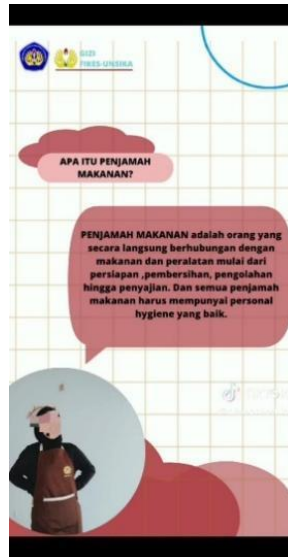 GIZI
FIKES-UNSIKA
APA ITU PENJAMAH
MAKANAN?
PENJAMAH MAKANAN adalah orang yang
secara langsung berhubungan dengan
makanan dan peralatan mulai dari
persiapan ,pembersihan, pengolahan
hingga penyajian. Dan semua penjamah
makanan harus mempunyai personal
hygiene yang baik.